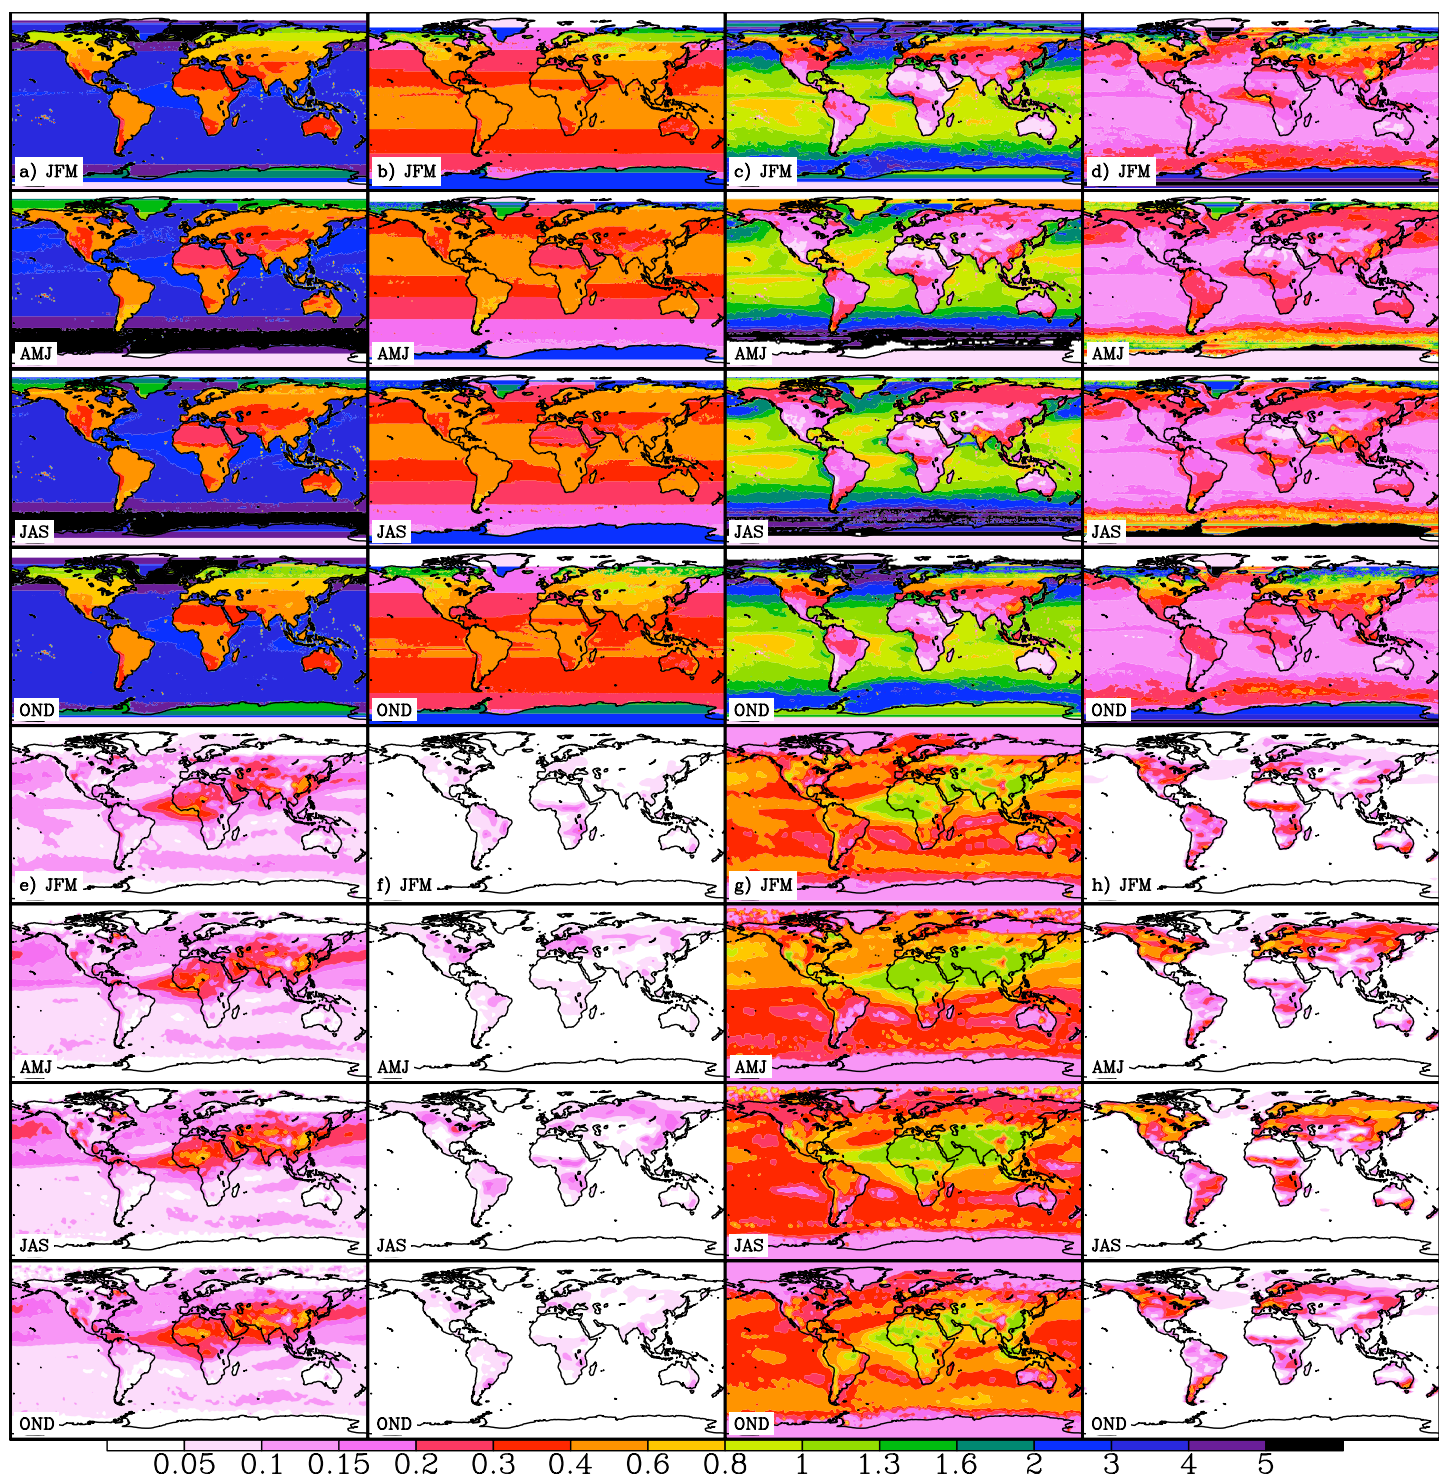 a) JFM b) JFM c) JFM d) JFM
AMJ AMJ AMJ AMJ
JAS JAS JAS JAS
OND OND OND OND
e) JFM f) JFM g) JFM h) JFM
AMJ AMJ AMJ AMJ
JAS JAS JAS JAS
OND OND OND OND
0.05 0.1 0.15 0.2 0.3 0.4 0.6 0.8 1 1.3 1.6 2 3 4 5